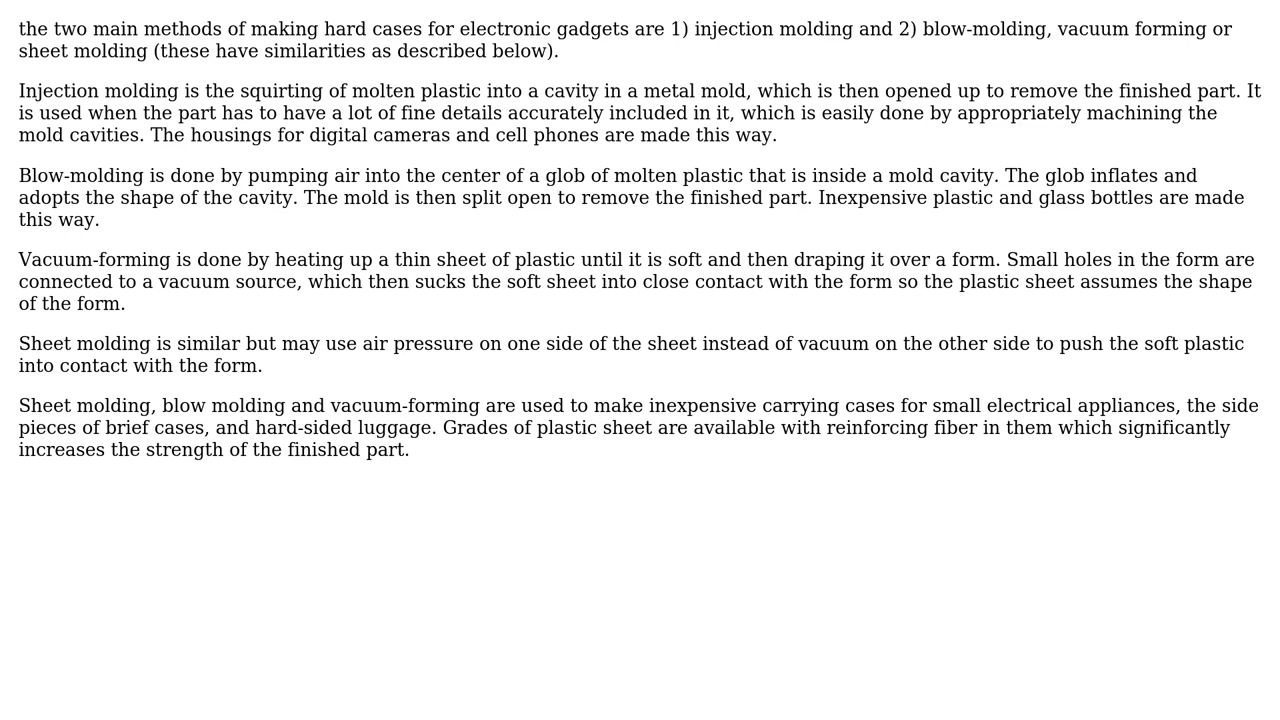 the two main methods of making hard cases for electronic gadgets are 1) injection molding and 2) blow-molding, vacuum forming or
sheet molding (these have similarities as described below).
Injection molding is the squirting of molten plastic into a cavity in a metal mold, which is then opened up to remove the finished part. It
is used when the part has to have a lot of fine details accurately included in it, which is easily done by appropriately machining the
mold cavities. The housings for digital cameras and cell phones are made this way.
Blow-molding is done by pumping air into the center of a glob of molten plastic that is inside a mold cavity. The glob inflates and
adopts the shape of the cavity. The mold is then split open to remove the finished part. Inexpensive plastic and glass bottles are made
this way.
Vacuum-forming is done by heating up a thin sheet of plastic until it is soft and then draping it over a form. Small holes in the form are
connected to a vacuum source, which then sucks the soft sheet into close contact with the form so the plastic sheet assumes the shape
of the form.
Sheet molding is similar but may use air pressure on one side of the sheet instead of vacuum on the other side to push the soft plastic
into contact with the form.
Sheet molding, blow molding and vacuum-forming are used to make inexpensive carrying cases for small electrical appliances, the side
pieces of brief cases, and hard-sided luggage. Grades of plastic sheet are available with reinforcing fiber in them which significantly
increases the strength of the finished part.